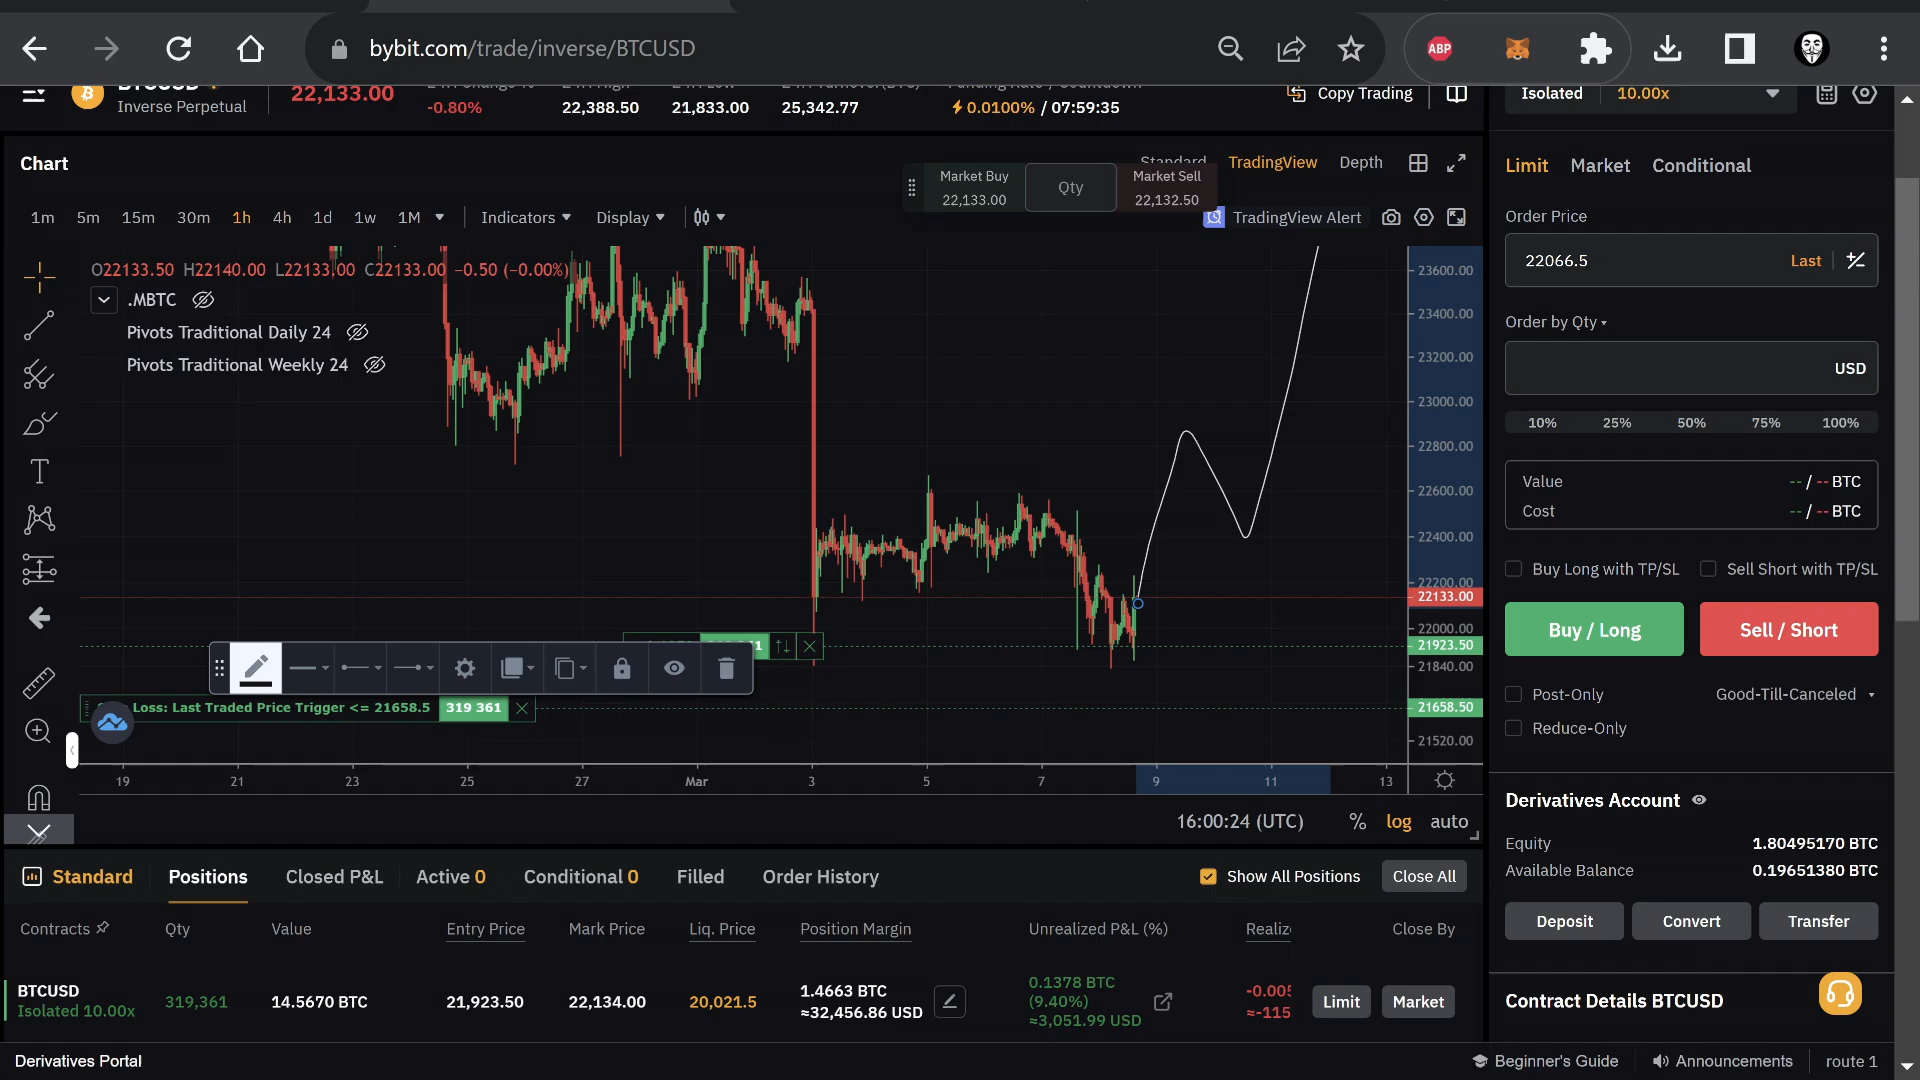 bybit.com/trade/inverse/BTCUSD
ABP
Inverse Perpetual
22,133.00
-0.80%
22,388.50
21,833.00
25,342.77
0.0100% / 07:59:35
Copy Trading
Isolated
10.00x
Chart
Standard
TradingView
Depth
Market Buy
22,133.00
Qty
Market Sell
22,132.50
1m 5m 15m 30m 1h 4h 1d 1w 1M
Indicators
Display
TradingView Alert
O22133.50 H22140.00 L22133.00 C22133.00 −0.50 (−0.00%)
.MBTC
Pivots Traditional Daily 24
Pivots Traditional Weekly 24
23600.00
23400.00
23200.00
23000.00
22800.00
22600.00
22400.00
22200.00
22133.00
22000.00
21923.50
21840.00
21658.50
21520.00
Loss: Last Traded Price Trigger <= 21658.5
319 361
19 21 23 25 27 Mar 3 5 7 9 11 13
16:00:24 (UTC)
%
log
auto
Limit
Market
Conditional
Order Price
22066.5
Last
Order by Qty
USD
10% 25% 50% 75% 100%
Value
-- / -- BTC
Cost
-- / -- BTC
Buy Long with TP/SL
Sell Short with TP/SL
Buy / Long
Sell / Short
Post-Only
Good-Till-Canceled
Reduce-Only
Derivatives Account
Equity
1.80495170 BTC
Available Balance
0.19651380 BTC
Deposit
Convert
Transfer
Contract Details BTCUSD
Standard
Positions
Closed P&L
Active 0
Conditional 0
Filled
Order History
Show All Positions
Close All
Contracts
Qty
Value
Entry Price
Mark Price
Liq. Price
Position Margin
Unrealized P&L (%)
Close By
BTCUSD
Isolated 10.00x
319,361
14.5670 BTC
21,923.50
22,134.00
20,021.5
1.4663 BTC
≈32,456.86 USD
0.1378 BTC
(9.40%)
≈3,051.99 USD
-0.005
≈-115
Limit
Market
Derivatives Portal
Beginner's Guide
Announcements
route 1